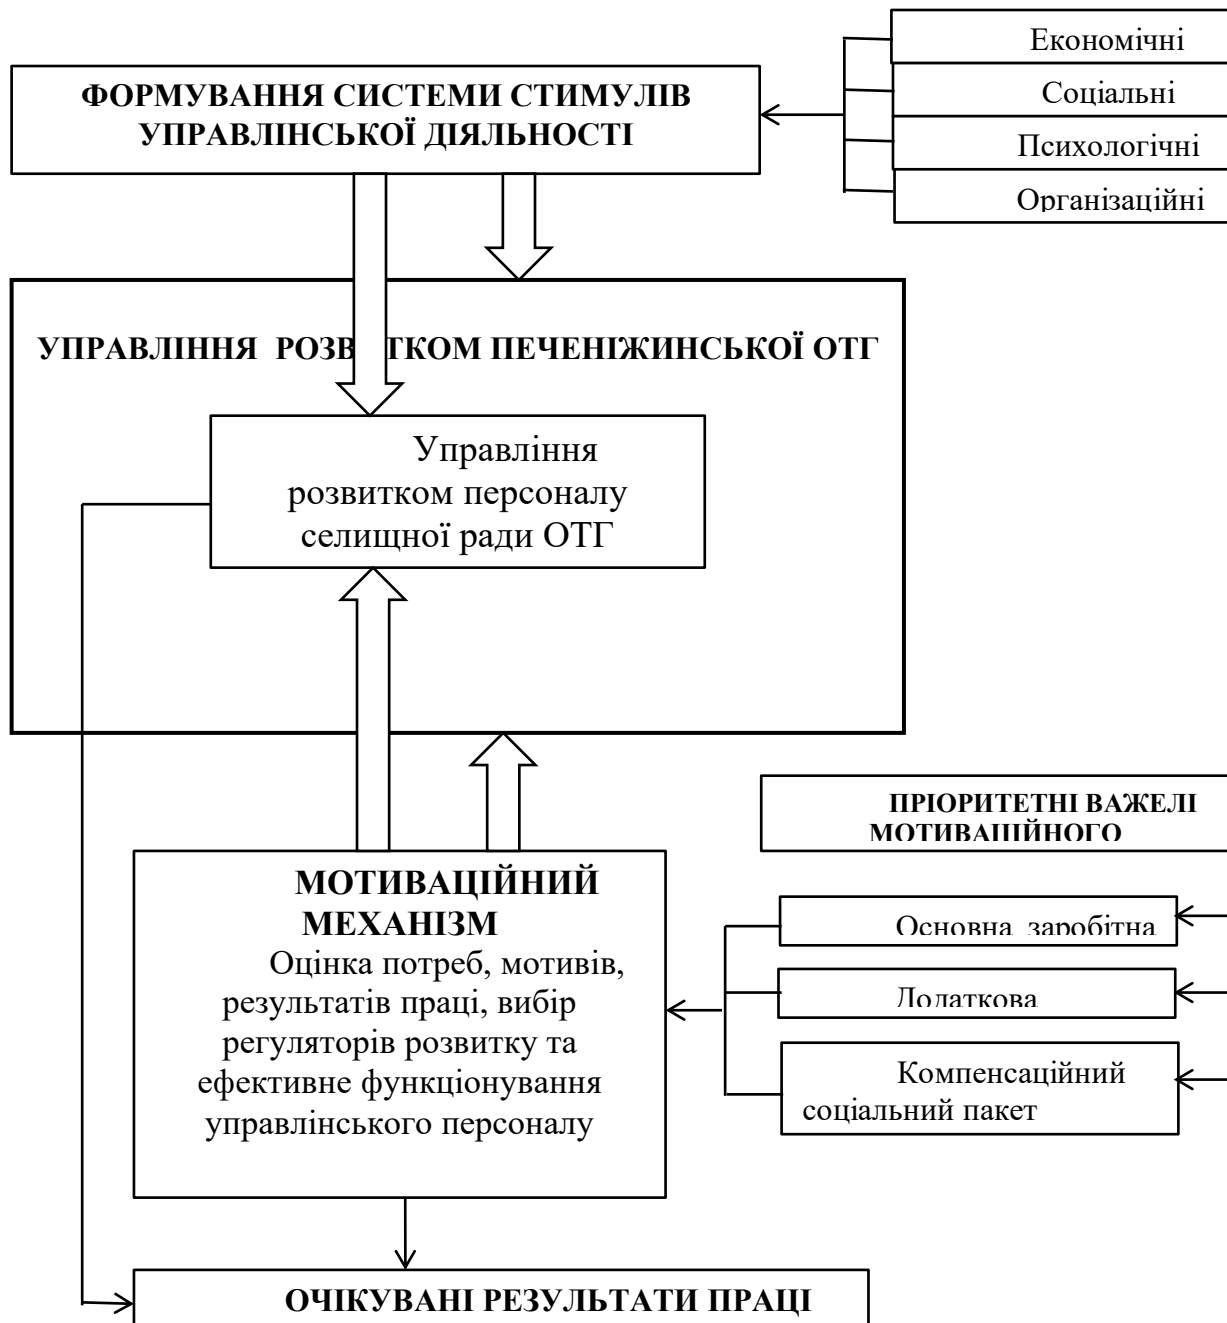 Економічні
ФОРМУВАННЯ СИСТЕМИ СТИМУЛІВ
УПРАВЛІНСЬКОЇ ДІЯЛЬНОСТІ
Соціальні
Психологічні
Організаційні
УПРАВЛІННЯ РОЗВ ТКОМ ПЕЧЕНІЖИНСЬКОЇ ОТГ
Управління
розвитком персоналу
селищної ради ОТГ
ПРІОРИТЕТНІ ВАЖЕЛІ
МОТИВАЦІЙНОГО
МОТИВАЦІЙНИЙ
МЕХАНІЗМ
Оцінка потреб, мотивів,
результатів праці, вибір
регуляторів розвитку та
ефективне функціонування
управлінського персоналу
Основна заробітна
Додаткова
Компенсаційний
соціальний пакет
ОЧІКУВАНІ РЕЗУЛЬТАТИ ПРАЦІ